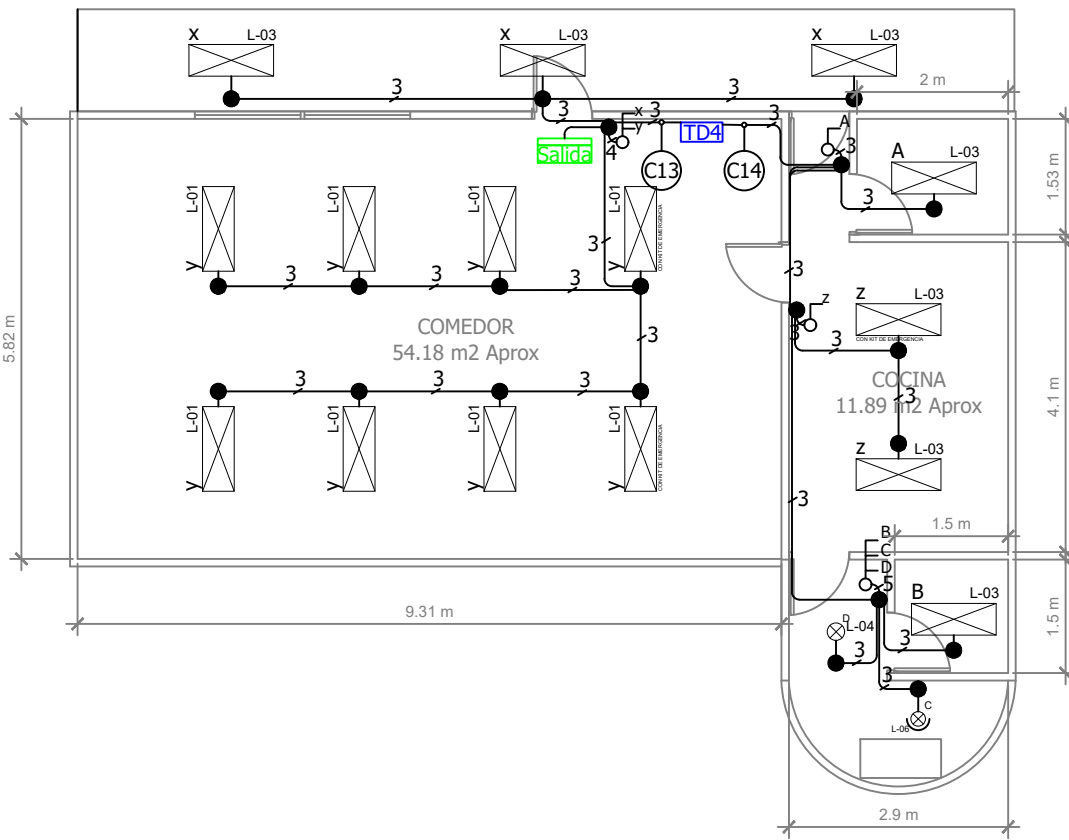 X L-03
X L-03
X L-03
3
3
2 m
3
3
3
x
y
4
TD4
A
3
Salida
C13
C14
A L-03
3
1.53 m
L-01
y
L-01
y
L-01
y
L-01
y
CON KIT DE EMERGENCIA
3
3
3
3
3
3
z
3
z L-03
CON KIT DE EMERGENCIA
3
5.82 m
COMEDOR
54.18 m2 Aprox
3
COCINA
11.89 m2 Aprox
3
4.1 m
3
3
3
L-01
y
L-01
y
L-01
y
L-01
y
CON KIT DE EMERGENCIA
z L-03
3
1.5 m
B
C
D
5
B L-03
1.5 m
9.31 m
D
L-04
3
3
3
C
L-06
2.9 m